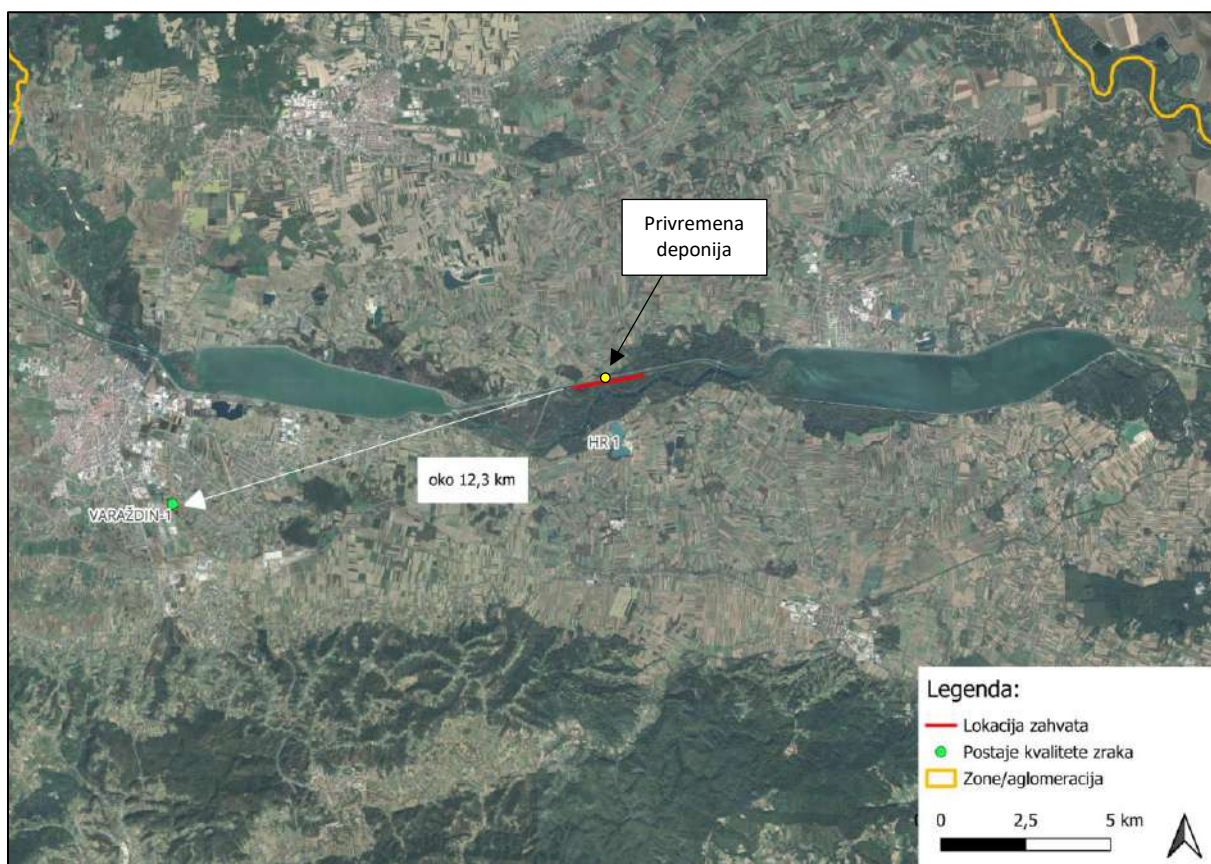 Privremena
deponija
HR 1
oko 12,3 km
VARAŽDIN-1
Legenda:
Lokacija zahvata
Postaje kvalitete zraka
Zone/aglomeracija
0 2,5 5 km